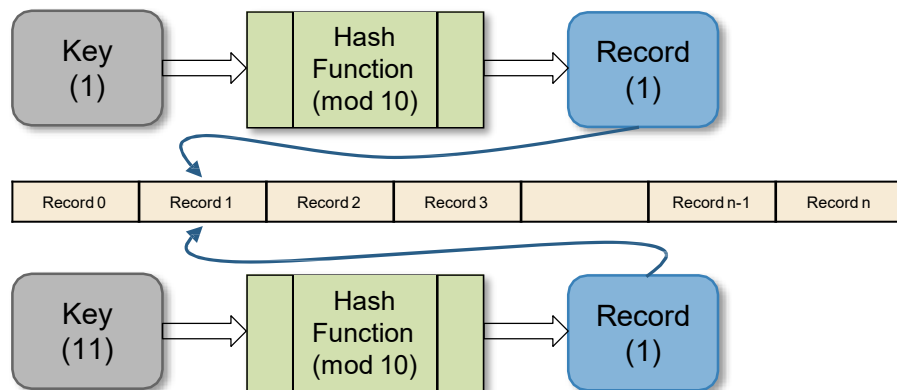 Key
(1)
Hash
Function
(mod 10)
Record
(1)
Record 0
Record 1
Record 2
Record 3
Record n-1
Record n
Key
(11)
Hash
Function
(mod 10)
Record
(1)